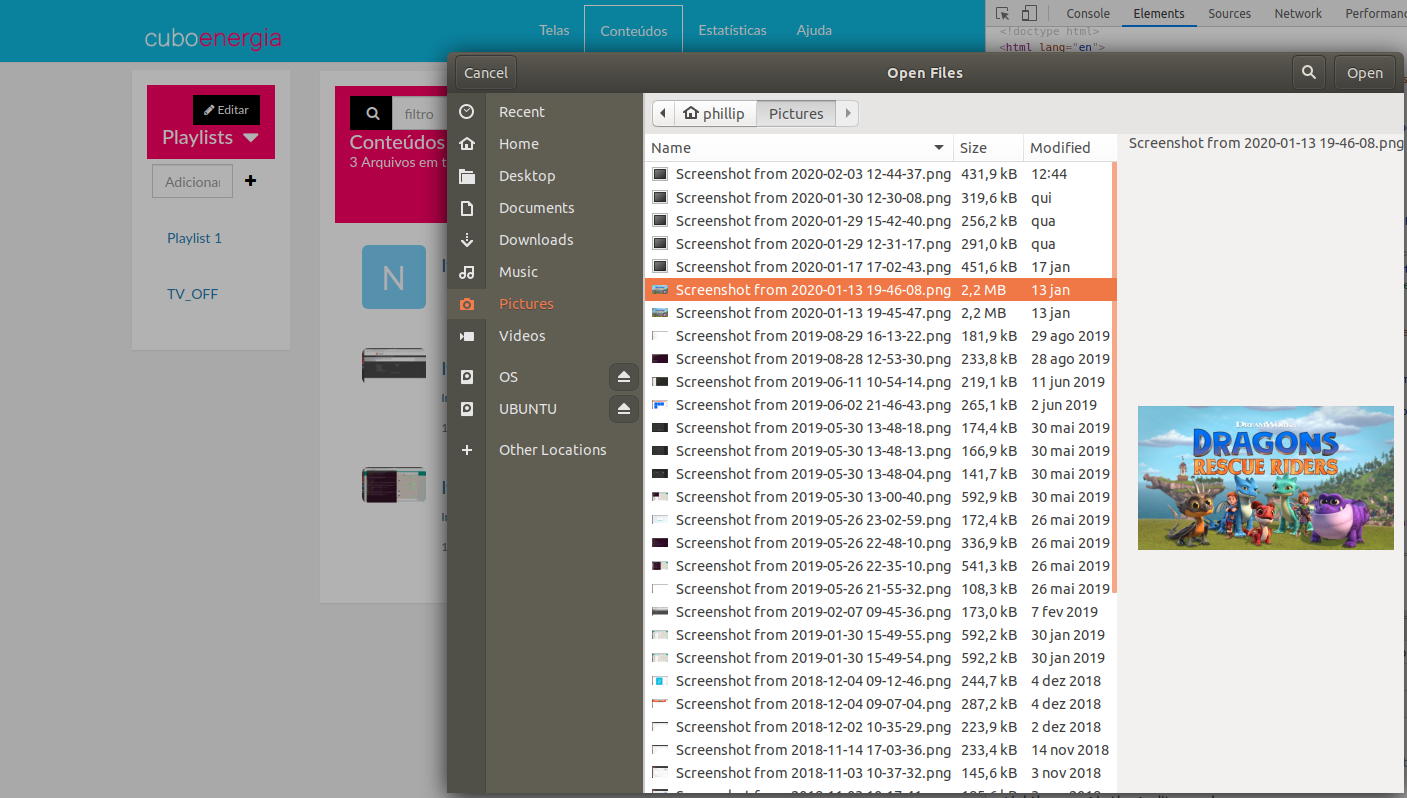 cuboenergia
Telas
Conteúdos
Estatísticas
Ajuda
Console
Elements
Sources
Network
<!doctype html>
<html lang="en">
Editar
Playlists
Playlist 1
TV_OFF
filtro
Conteúdos
3 Arquivos em t
N
Cancel
Open Files
Open
Recent
Home
Desktop
Documents
Downloads
Music
Pictures
Videos
OS
UBUNTU
Other Locations
phillip
Pictures
Name Size Modified
Screenshot from 2020-02-03 12-44-37.png 431,9 kB 12:44
Screenshot from 2020-01-30 12-30-08.png 319,6 kB qui
Screenshot from 2020-01-29 15-42-40.png 256,2 kB qua
Screenshot from 2020-01-29 12-31-17.png 291,0 kB qua
Screenshot from 2020-01-17 17-02-43.png 451,6 kB 17 jan
Screenshot from 2020-01-13 19-46-08.png 2,2 MB 13 jan
Screenshot from 2020-01-13 19-45-47.png 2,2 MB 13 jan
Screenshot from 2019-08-29 16-13-22.png 181,9 kB 29 ago 2019
Screenshot from 2019-08-28 12-53-30.png 233,8 kB 28 ago 2019
Screenshot from 2019-06-11 10-54-14.png 219,1 kB 11 jun 2019
Screenshot from 2019-06-02 21-46-43.png 265,1 kB 2 jun 2019
Screenshot from 2019-05-30 13-48-18.png 174,4 kB 30 mai 2019
Screenshot from 2019-05-30 13-48-13.png 166,9 kB 30 mai 2019
Screenshot from 2019-05-30 13-48-04.png 141,7 kB 30 mai 2019
Screenshot from 2019-05-30 13-00-40.png 592,9 kB 30 mai 2019
Screenshot from 2019-05-26 23-02-59.png 172,4 kB 26 mai 2019
Screenshot from 2019-05-26 22-48-10.png 336,9 kB 26 mai 2019
Screenshot from 2019-05-26 22-35-10.png 541,3 kB 26 mai 2019
Screenshot from 2019-05-26 21-55-32.png 108,3 kB 26 mai 2019
Screenshot from 2019-02-07 09-45-36.png 173,0 kB 7 fev 2019
Screenshot from 2019-01-30 15-49-55.png 592,2 kB 30 jan 2019
Screenshot from 2019-01-30 15-49-54.png 592,2 kB 30 jan 2019
Screenshot from 2018-12-04 09-12-46.png 244,7 kB 4 dez 2018
Screenshot from 2018-12-04 09-07-04.png 287,2 kB 4 dez 2018
Screenshot from 2018-12-02 10-35-29.png 223,9 kB 2 dez 2018
Screenshot from 2018-11-14 17-03-36.png 233,4 kB 14 nov 2018
Screenshot from 2018-11-03 10-37-32.png 145,6 kB 3 nov 2018
Screenshot from 2020-01-13 19-46-08.png
DREAMWORKS
DRAGONS
RESCUE RIDERS